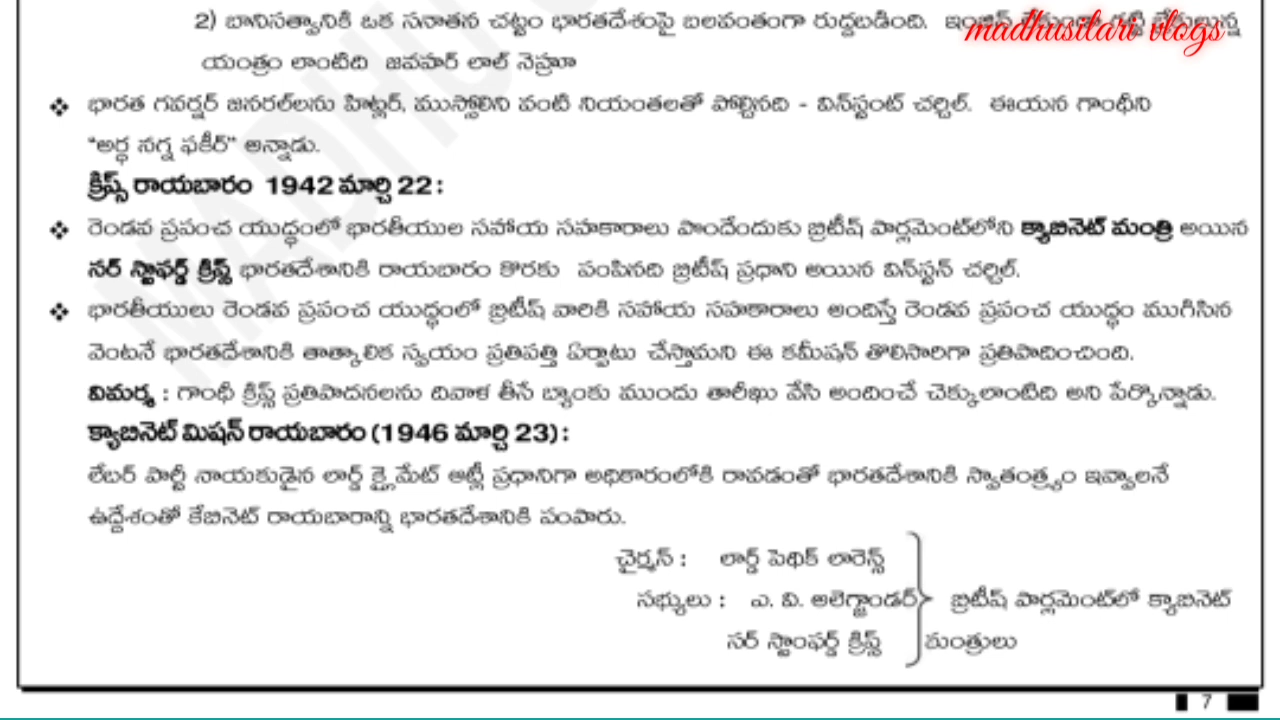 2) బానిసత్వానికి ఒక సనాతన చట్టం భారతదేశంపై బలవంతంగా రుద్దబడింది. ఇంజిన్
madhusilari vlogs
యంత్రం లాంటిది జవహర్ లాల్ నెహ్రూ
❖ భారత గవర్నర్ జనరల్‌లను హిట్లర్, ముస్సోలిని వంటి నియంతలతో పోల్చినది - విన్‌స్టంట్ చర్చిల్. ఈయన గాంధీని
"అర్ధ నగ్న ఫకీర్" అన్నాడు.
క్రిప్స్ రాయబారం 1942 మార్చి 22 :
❖ రెండవ ప్రపంచ యుద్ధంలో భారతీయుల సహాయ సహకారాలు పొందేందుకు బ్రిటీష్ పార్లమెంట్‌లోని క్యాబినెట్ మంత్రి అయిన
సర్ స్టాఫర్డ్ క్రిప్స్ భారతదేశానికి రాయబారం కొరకు పంపినది బ్రిటీష్ ప్రధాని అయిన విన్‌స్టన్ చర్చిల్.
❖ భారతీయులు రెండవ ప్రపంచ యుద్ధంలో బ్రిటీష్ వారికి సహాయ సహకారాలు అందిస్తే రెండవ ప్రపంచ యుద్ధం ముగిసిన
వెంటనే భారతదేశానికి తాత్కాలిక స్వయం ప్రతిపత్తి ఏర్పాటు చేస్తామని ఈ కమీషన్ తొలిసారిగా ప్రతిపాదించింది.
విమర్శ : గాంధీ క్రిప్స్ ప్రతిపాదనలను దివాళ తీసే బ్యాంకు ముందు తారీఖు వేసి అందించే చెక్కులాంటిది అని పేర్కొన్నాడు.
క్యాబినెట్ మిషన్ రాయబారం (1946 మార్చి 23) :
లేబర్ పార్టీ నాయకుడైన లార్డ్ క్లైమేట్ ఆట్లీ ప్రధానిగా అధికారంలోకి రావడంతో భారతదేశానికి స్వాతంత్ర్యం ఇవ్వాలనే
ఉద్దేశంతో కేబినెట్ రాయబారాన్ని భారతదేశానికి పంపారు.
చైర్మన్ : లార్డ్ పెథిక్ లారెన్స్
సభ్యులు : ఎ. వి. అలెగ్జాండర్ బ్రిటీష్ పార్లమెంట్‌లో క్యాబినెట్
సర్ స్టాంఫర్డ్ క్రిప్స్ మంత్రులు
7